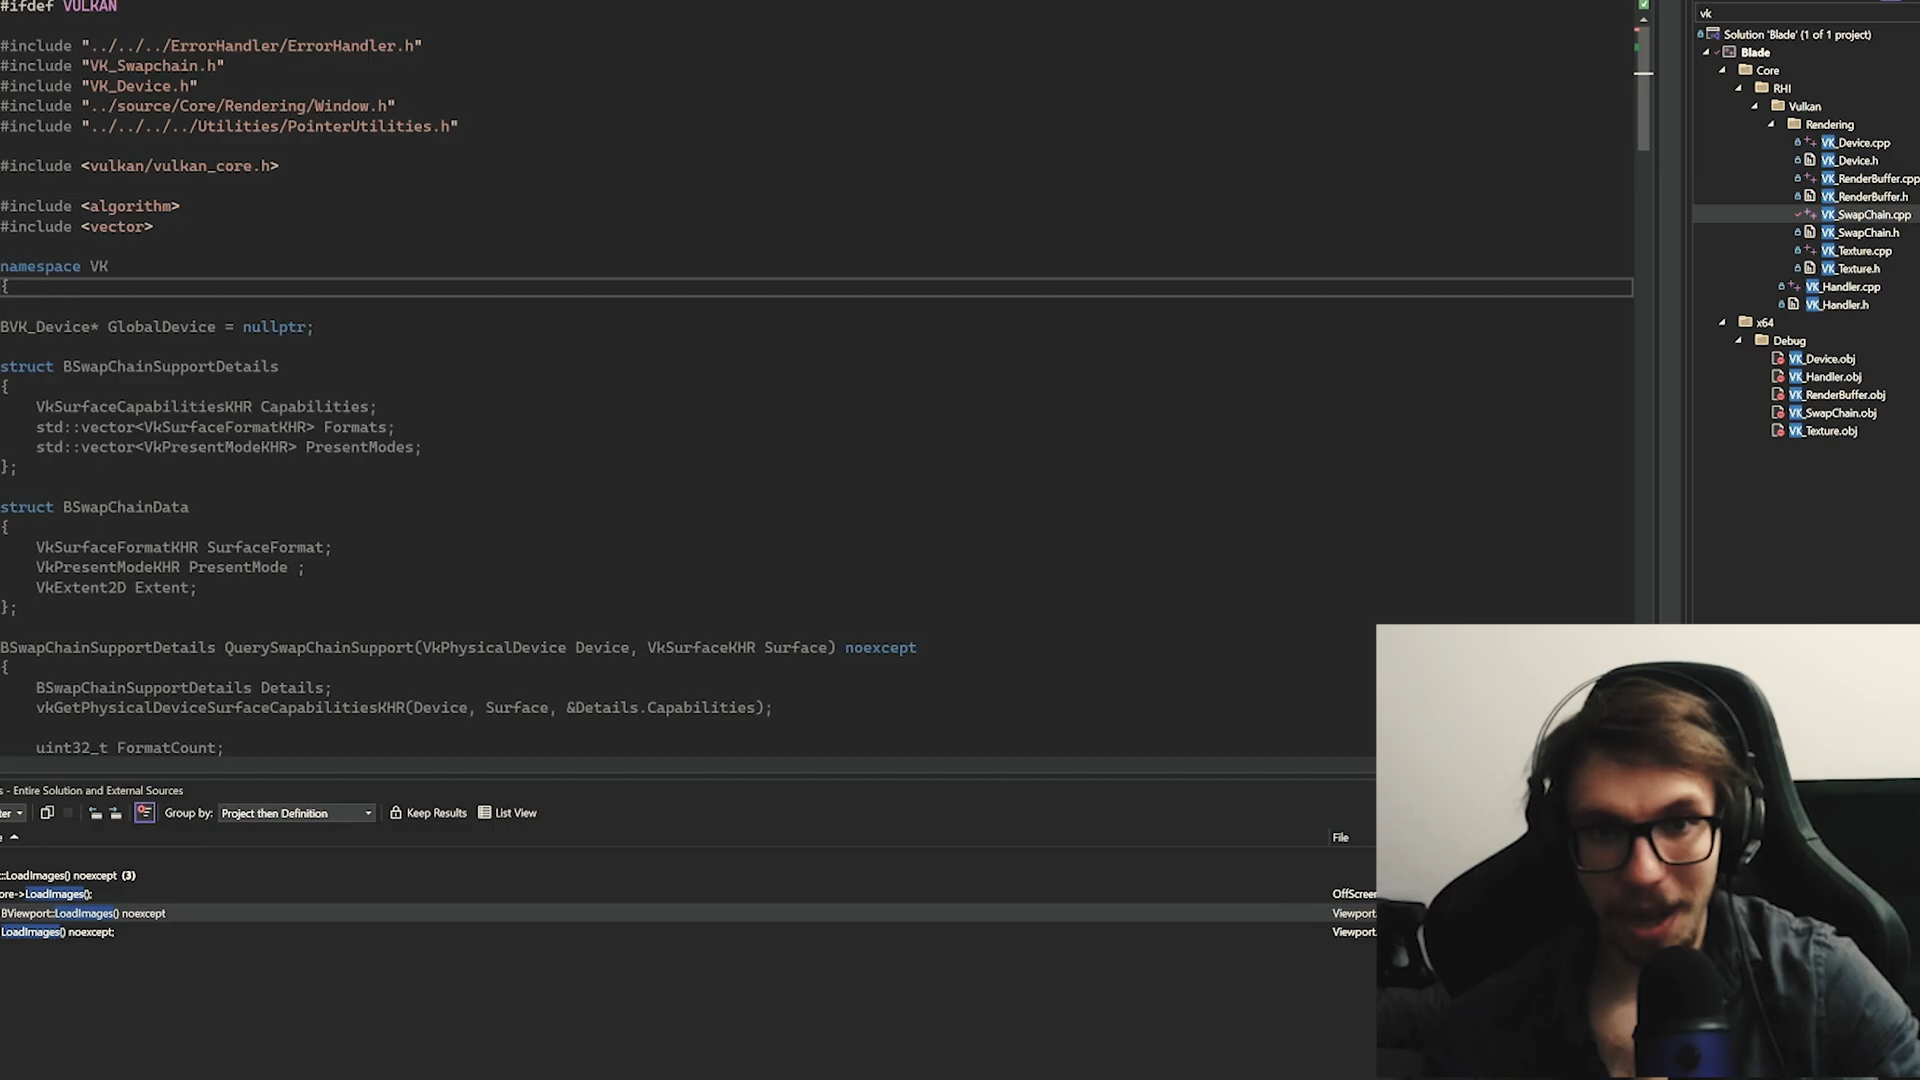 #ifdef VULKAN
#include "../../../ErrorHandler/ErrorHandler.h"
#include "VK_Swapchain.h"
#include "VK_Device.h"
#include "../source/Core/Rendering/Window.h"
#include "../../../../Utilities/PointerUtilities.h"
#include <vulkan/vulkan_core.h>
#include <algorithm>
#include <vector>
namespace VK
{
BVK_Device* GlobalDevice = nullptr;
struct BSwapChainSupportDetails
{
VkSurfaceCapabilitiesKHR Capabilities;
std::vector<VkSurfaceFormatKHR> Formats;
std::vector<VkPresentModeKHR> PresentModes;
};
struct BSwapChainData
{
VkSurfaceFormatKHR SurfaceFormat;
VkPresentModeKHR PresentMode ;
VkExtent2D Extent;
};
BSwapChainSupportDetails QuerySwapChainSupport(VkPhysicalDevice Device, VkSurfaceKHR Surface) noexcept
{
BSwapChainSupportDetails Details;
vkGetPhysicalDeviceSurfaceCapabilitiesKHR(Device, Surface, &Details.Capabilities);
uint32_t FormatCount;
s - Entire Solution and External Sources
ter
Group by: Project then Definition
Keep Results
List View
e
File
::LoadImages() noexcept (3)
ore->LoadImages();
OffScreen
BViewport::LoadImages() noexcept
Viewport.
LoadImages() noexcept;
Viewport.
vk
Solution 'Blade' (1 of 1 project)
Blade
Core
RHI
Vulkan
Rendering
VK_Device.cpp
VK_Device.h
VK_RenderBuffer.cpp
VK_RenderBuffer.h
VK_SwapChain.cpp
VK_SwapChain.h
VK_Texture.cpp
VK_Texture.h
VK_Handler.cpp
VK_Handler.h
x64
Debug
VK_Device.obj
VK_Handler.obj
VK_RenderBuffer.obj
VK_SwapChain.obj
VK_Texture.obj